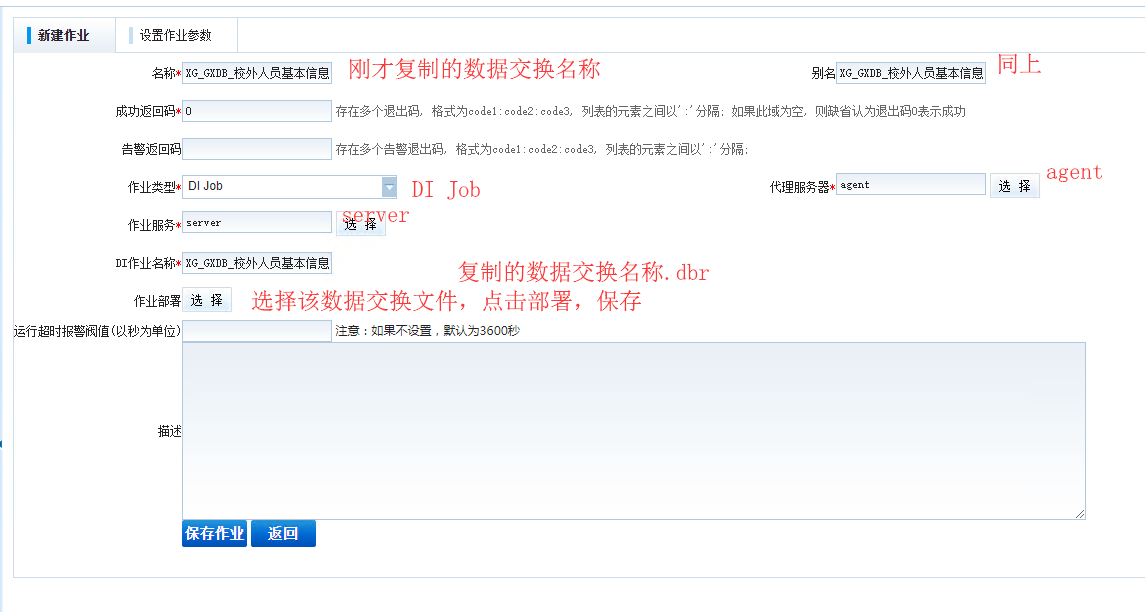 新建作业 设置作业参数
名称* XG_GXDB_校外人员基本信息 刚才复制的数据交换名称 别名 XG_GXDB_校外人员基本信息 同上
成功返回码* 0 存在多个退出码, 格式为code1:code2:code3, 列表的元素之间以':'分隔; 如果此域为空, 则缺省认为退出码0表示成功
告警返回码 存在多个告警退出码, 格式为code1:code2:code3, 列表的元素之间以':'分隔;
作业类型* DI Job DI Job 代理服务器* agent 选 择 agent
作业服务* server 选 择 server
DI作业名称* XG_GXDB_校外人员基本信息 复制的数据交换名称.dbr
作业部署 选 择 选择该数据交换文件，点击部署，保存
运行超时报警阀值(以秒为单位) 注意：如果不设置，默认为3600秒
描述
保存作业 返回